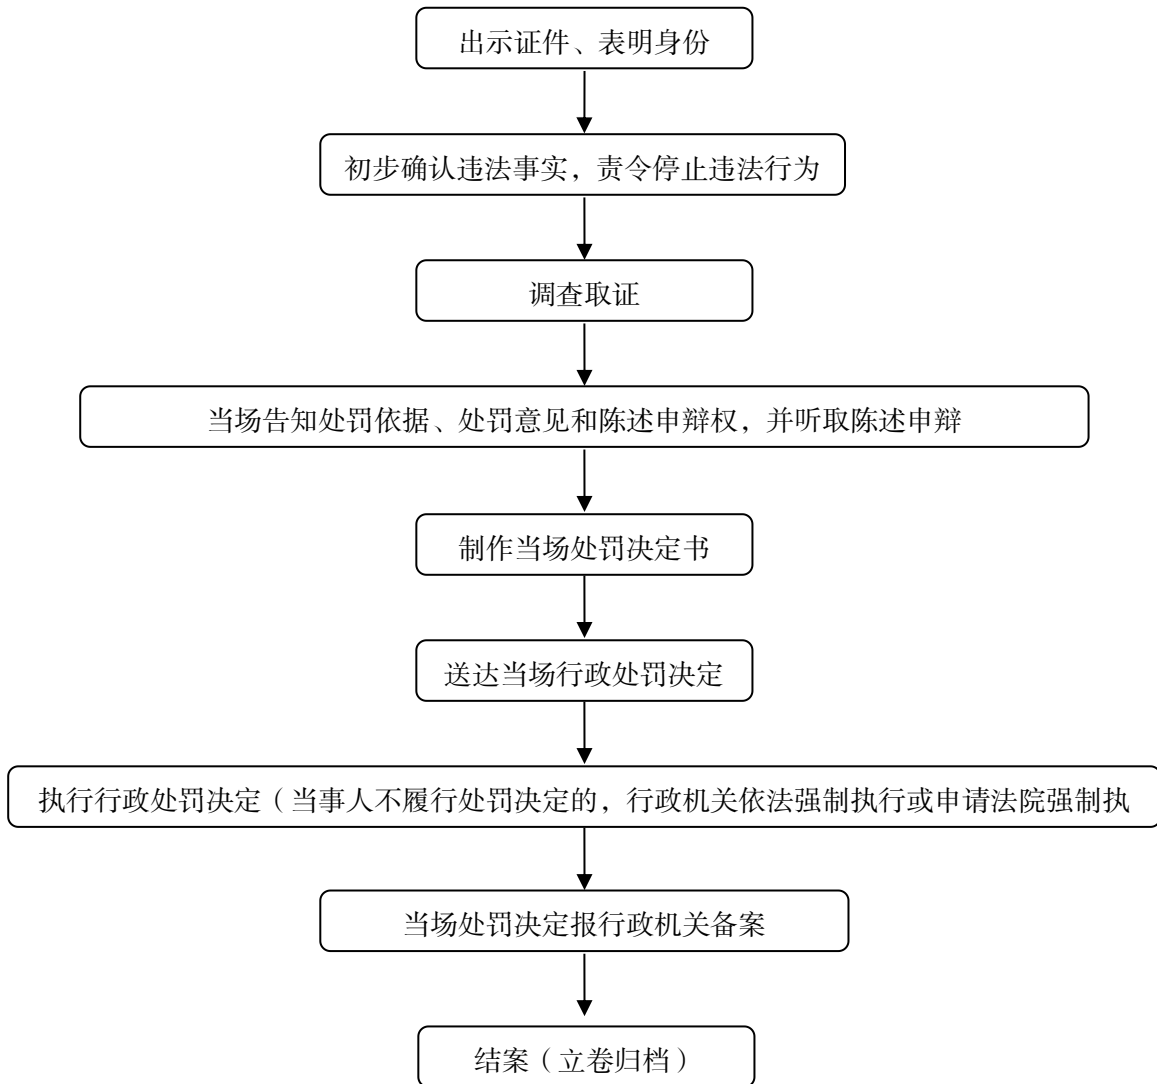 出示证件、表明身份
初步确认违法事实，责令停止违法行为
调查取证
当场告知处罚依据、处罚意见和陈述申辩权，并听取陈述申辩
制作当场处罚决定书
送达当场行政处罚决定
执行行政处罚决定（当事人不履行处罚决定的，行政机关依法强制执行或申请法院强制执
当场处罚决定报行政机关备案
结案（立卷归档）